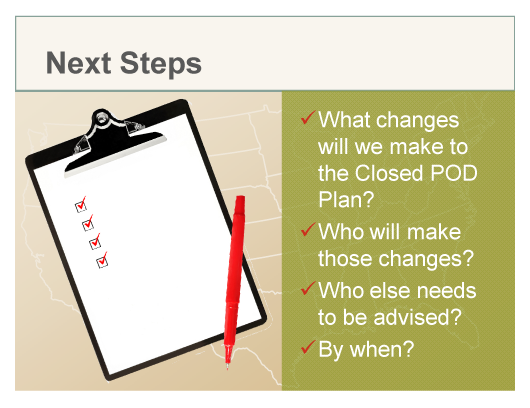 Next Steps
What changes
will we make to
the Closed POD
Plan?
Who will make
those changes?
Who else needs
to be advised?
By when?